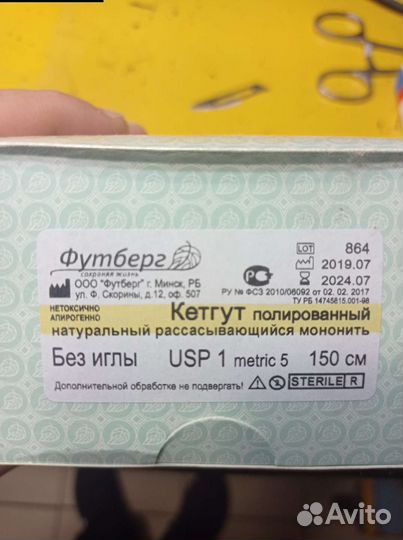 Футберг
сохраняя жизнь
ООО "Футберг" г. Минск, РБ
ул. Ф. Скорины, д.12, оф. 507
LOT 864
2019.07
2024.07
РУ № ФСЗ 2010/06092 от 02. 02. 2017
ТУ РБ 14745815.001-98
НЕТОКСИЧНО
АПИРОГЕННО
Кетгут полированный
натуральный рассасывающийся мононить
Без иглы USP 1 metric 5 150 см
Дополнительной обработке не подвергать! STERILE R
Avito